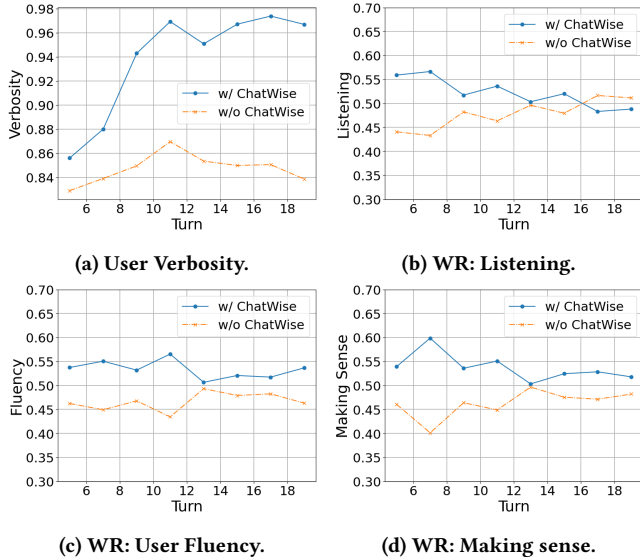 0.98
0.96
0.94
0.92
0.90
0.88
0.86
0.84
Verbosity
w/ ChatWise
w/o ChatWise
6 8 10 12 14 16 18
Turn
(a) User Verbosity.
0.70
0.65
0.60
0.55
0.50
0.45
0.40
0.35
0.30
Listening
w/ ChatWise
w/o ChatWise
6 8 10 12 14 16 18
Turn
(b) WR: Listening.
0.70
0.65
0.60
0.55
0.50
0.45
0.40
0.35
0.30
Fluency
w/ ChatWise
w/o ChatWise
6 8 10 12 14 16 18
Turn
(c) WR: User Fluency.
0.70
0.65
0.60
0.55
0.50
0.45
0.40
0.35
0.30
Making Sense
w/ ChatWise
w/o ChatWise
6 8 10 12 14 16 18
Turn
(d) WR: Making sense.